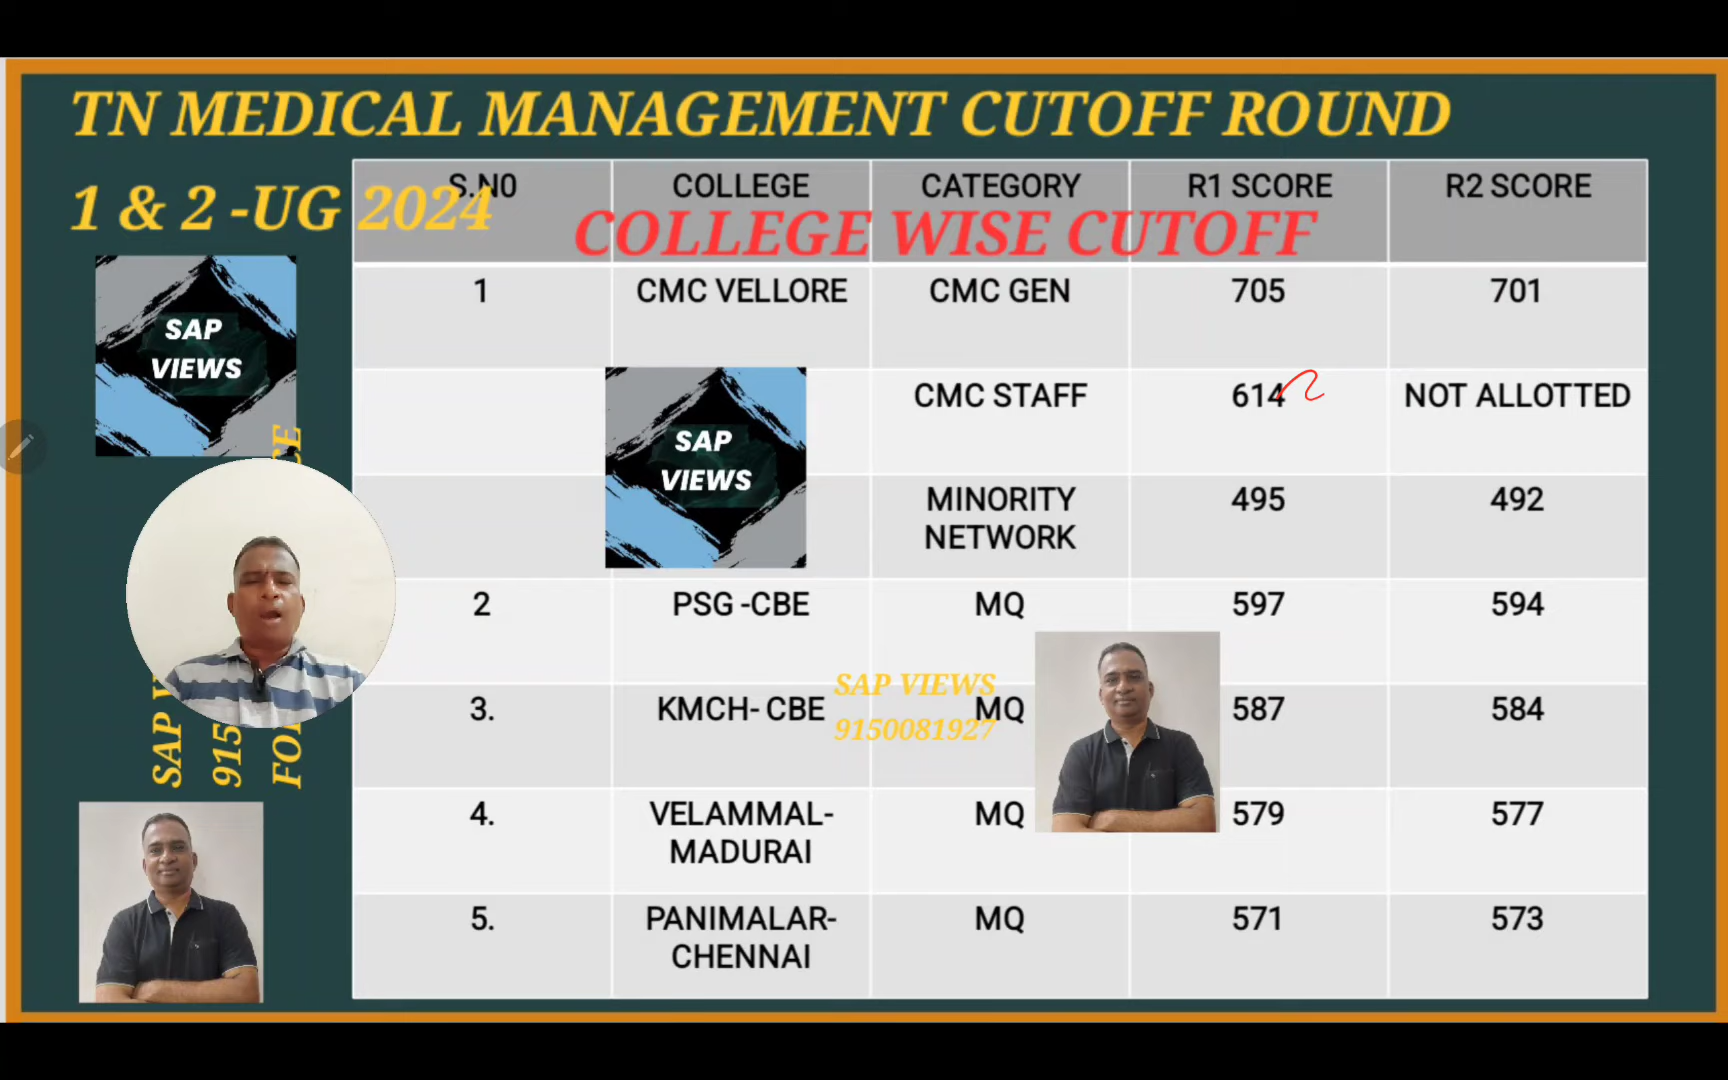 TN MEDICAL MANAGEMENT CUTOFF ROUND
1 & 2 -UG 2024
COLLEGE WISE CUTOFF
S.N0 COLLEGE CATEGORY R1 SCORE R2 SCORE
1 CMC VELLORE CMC GEN 705 701
CMC STAFF 614 NOT ALLOTTED
MINORITY
NETWORK 495 492
2 PSG -CBE MQ 597 594
3. KMCH- CBE MQ 587 584
4. VELAMMAL-
MADURAI MQ 579 577
5. PANIMALAR-
CHENNAI MQ 571 573
SAP
VIEWS
SAP
VIEWS
SAP VIEWS
9150081927
SAP
915